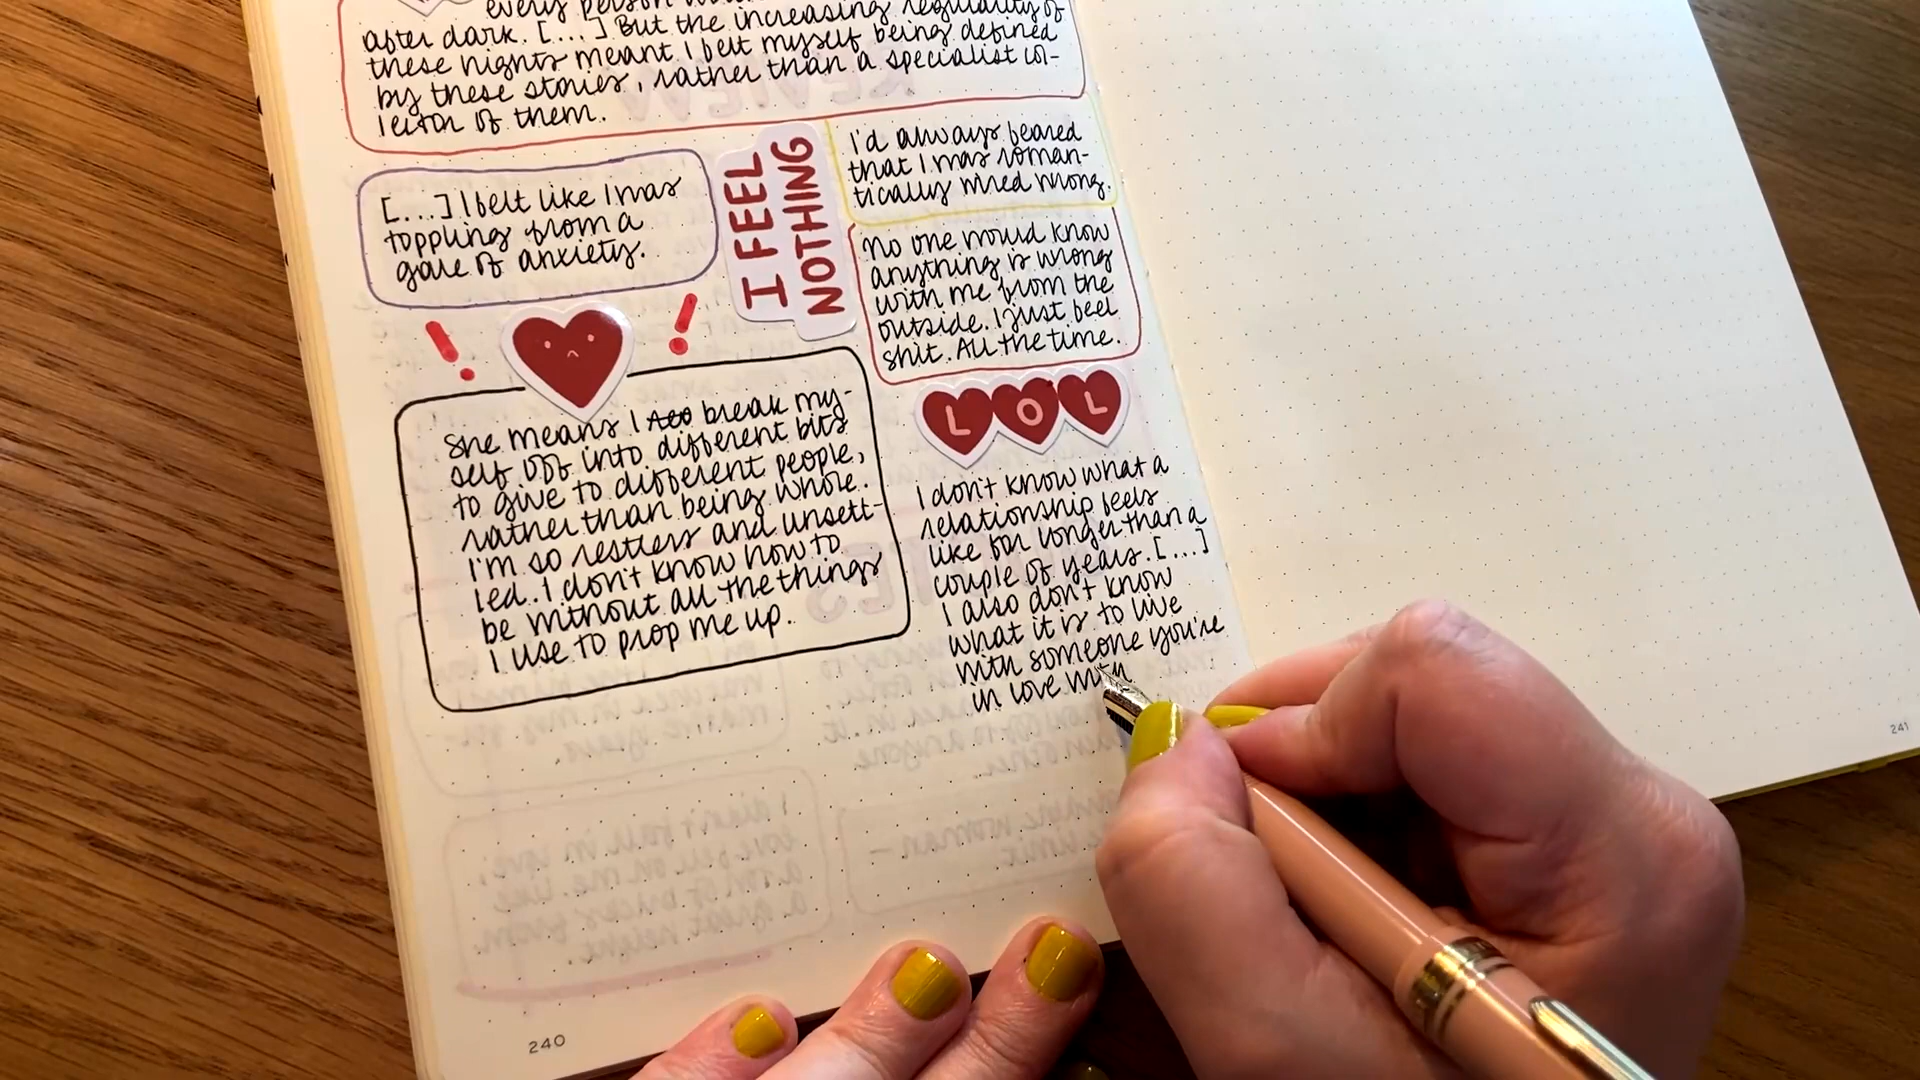 every person
after dark. [...] But the increasing regularity of
these nights meant I felt myself being defined
by these stories, rather than a specialist col-
lector of them.
[....] I felt like I was
toppling from a
gale of anxiety.
I FEEL
NOTHING
I'd always feared
that I was roman-
tically wired wrong.
No one would know
anything is wrong
with me from the
outside. I just feel
shit. All the time.
She means I break my-
self off into different bits
to give to different people,
rather than being whole.
I'm so restless and unsett-
led. I don't know how to
be without all the things
I use to prop me up.
L O L
I don't know what a
relationship feels
like for longer than a
couple of years. [...]
I also don't know
what it is to live
with someone you're
in love with
240
241